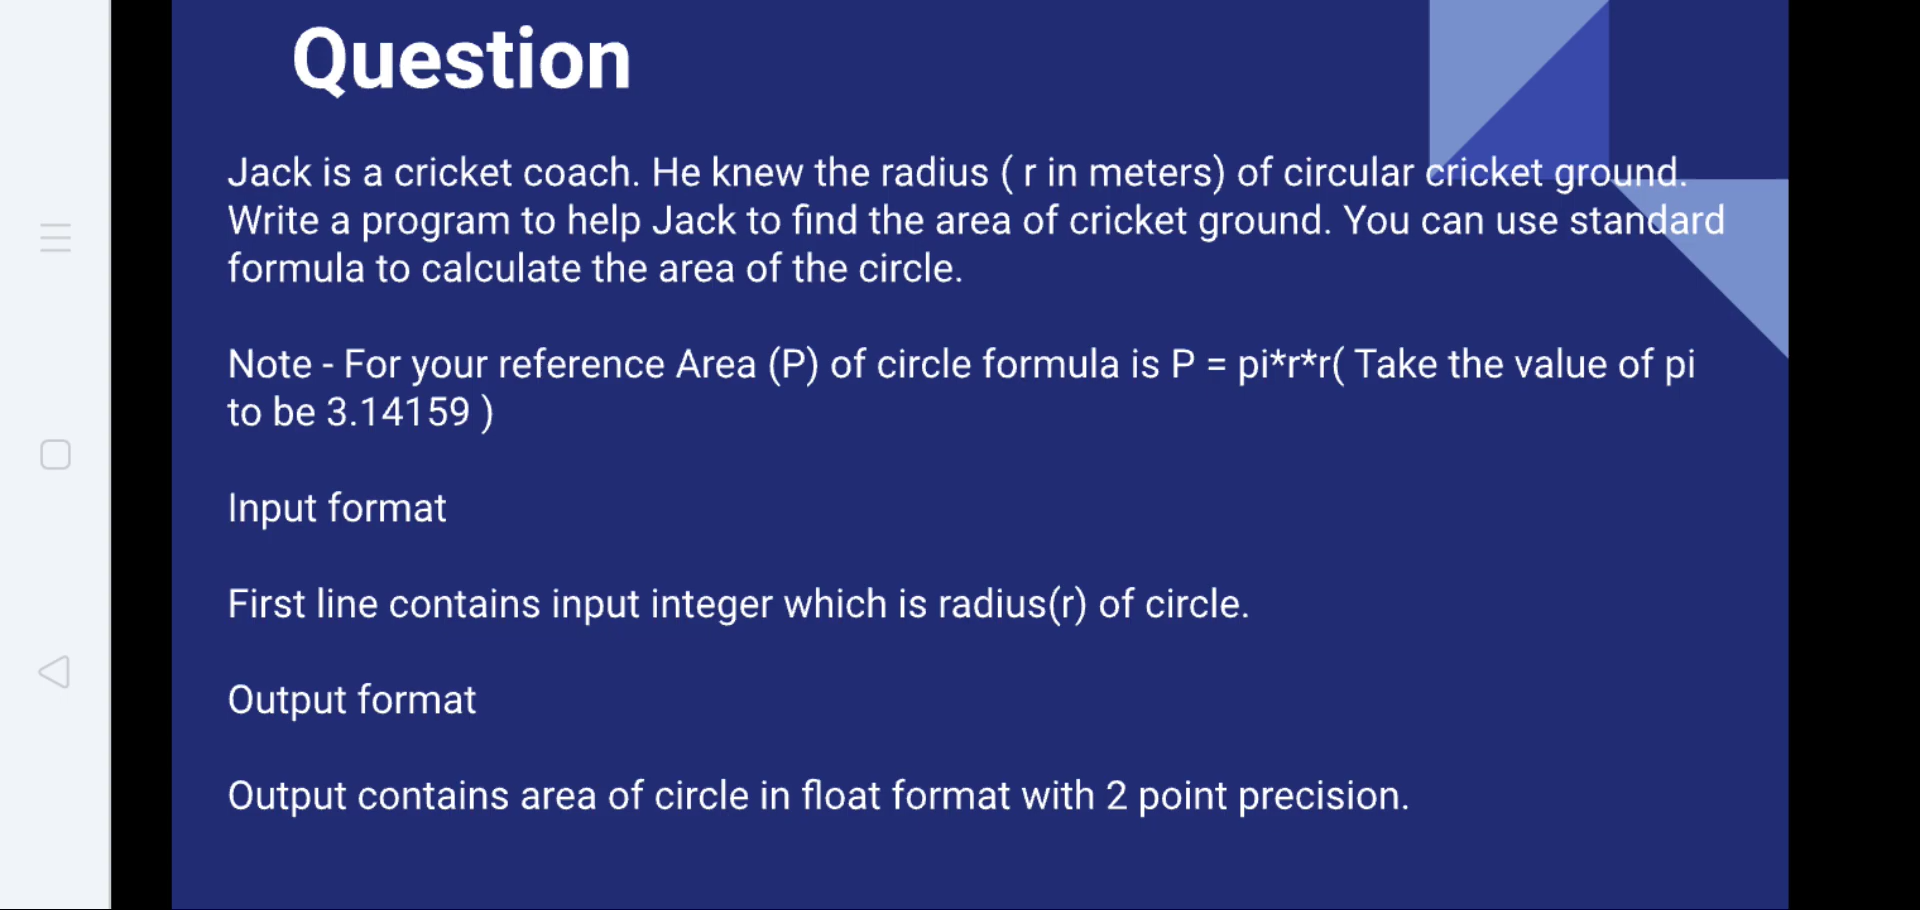 Question
Jack is a cricket coach. He knew the radius ( r in meters) of circular cricket ground.
Write a program to help Jack to find the area of cricket ground. You can use standard
formula to calculate the area of the circle.
Note - For your reference Area (P) of circle formula is P = pi*r*r( Take the value of pi
to be 3.14159 )
Input format
First line contains input integer which is radius(r) of circle.
Output format
Output contains area of circle in float format with 2 point precision.